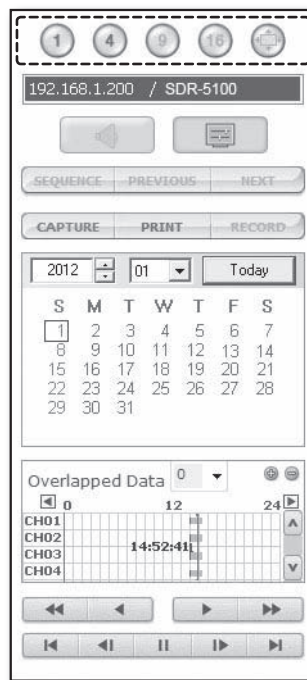 1 4 9 16
192.168.1.200 / SDR-5100
SEQUENCE PREVIOUS NEXT
CAPTURE PRINT RECORD
2012 01 Today
S M T W T F S
1 2 3 4 5 6 7
8 9 10 11 12 13 14
15 16 17 18 19 20 21
22 23 24 25 26 27 28
29 30 31
Overlapped Data 0
0 12 24
CH01
CH02
14:52:41
CH03
CH04